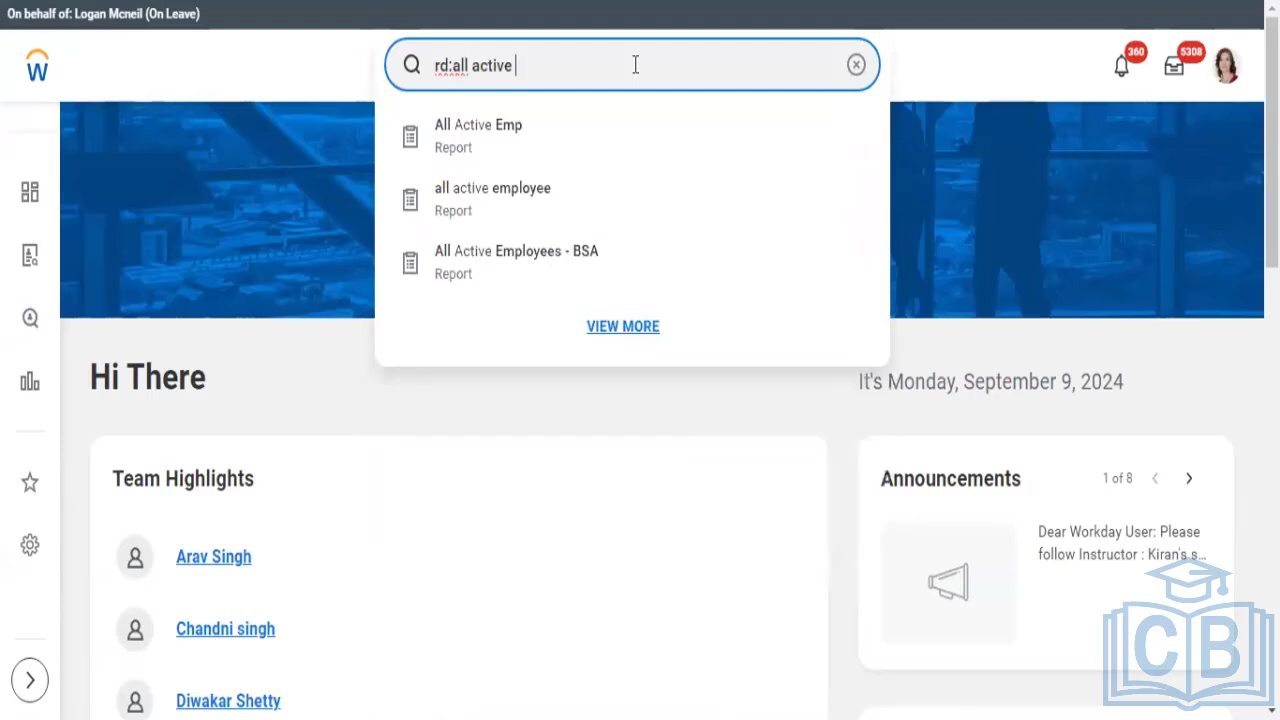 On behalf of: Logan Mcneil (On Leave)
W
rd:all active
360
5308
All Active Emp
Report
all active employee
Report
All Active Employees - BSA
Report
VIEW MORE
Hi There
It's Monday, September 9, 2024
Team Highlights
Arav Singh
Chandni singh
Diwakar Shetty
Announcements
1 of 8
Dear Workday User: Please
follow Instructor : Kiran's s...
CB